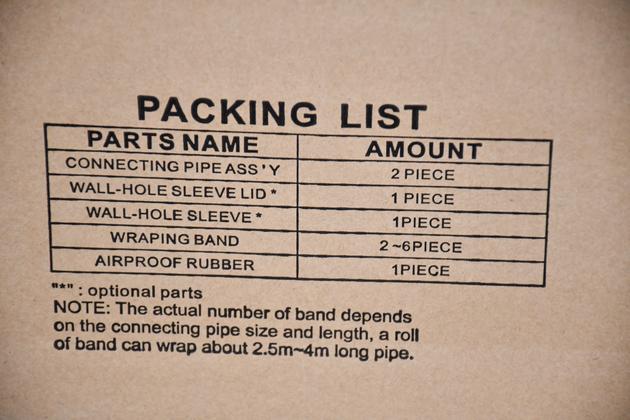 PACKING LIST
PARTS NAME AMOUNT
CONNECTING PIPE ASS'Y 2 PIECE
WALL-HOLE SLEEVE LID * 1 PIECE
WALL-HOLE SLEEVE * 1PIECE
WRAPING BAND 2~6PIECE
AIRPROOF RUBBER 1PIECE
"*" : optional parts
NOTE: The actual number of band depends
on the connecting pipe size and length, a roll
of band can wrap about 2.5m~4m long pipe.